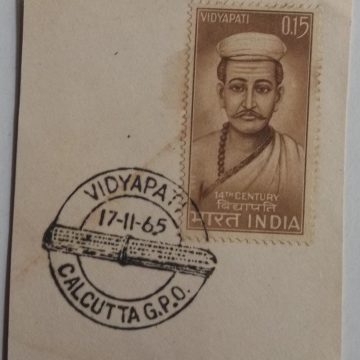 VIDYAPATI 0.15
14TH CENTURY
विद्यापति
भारत INDIA
VIDYAPATI
17-11-65
CALCUTTA G.P.O.